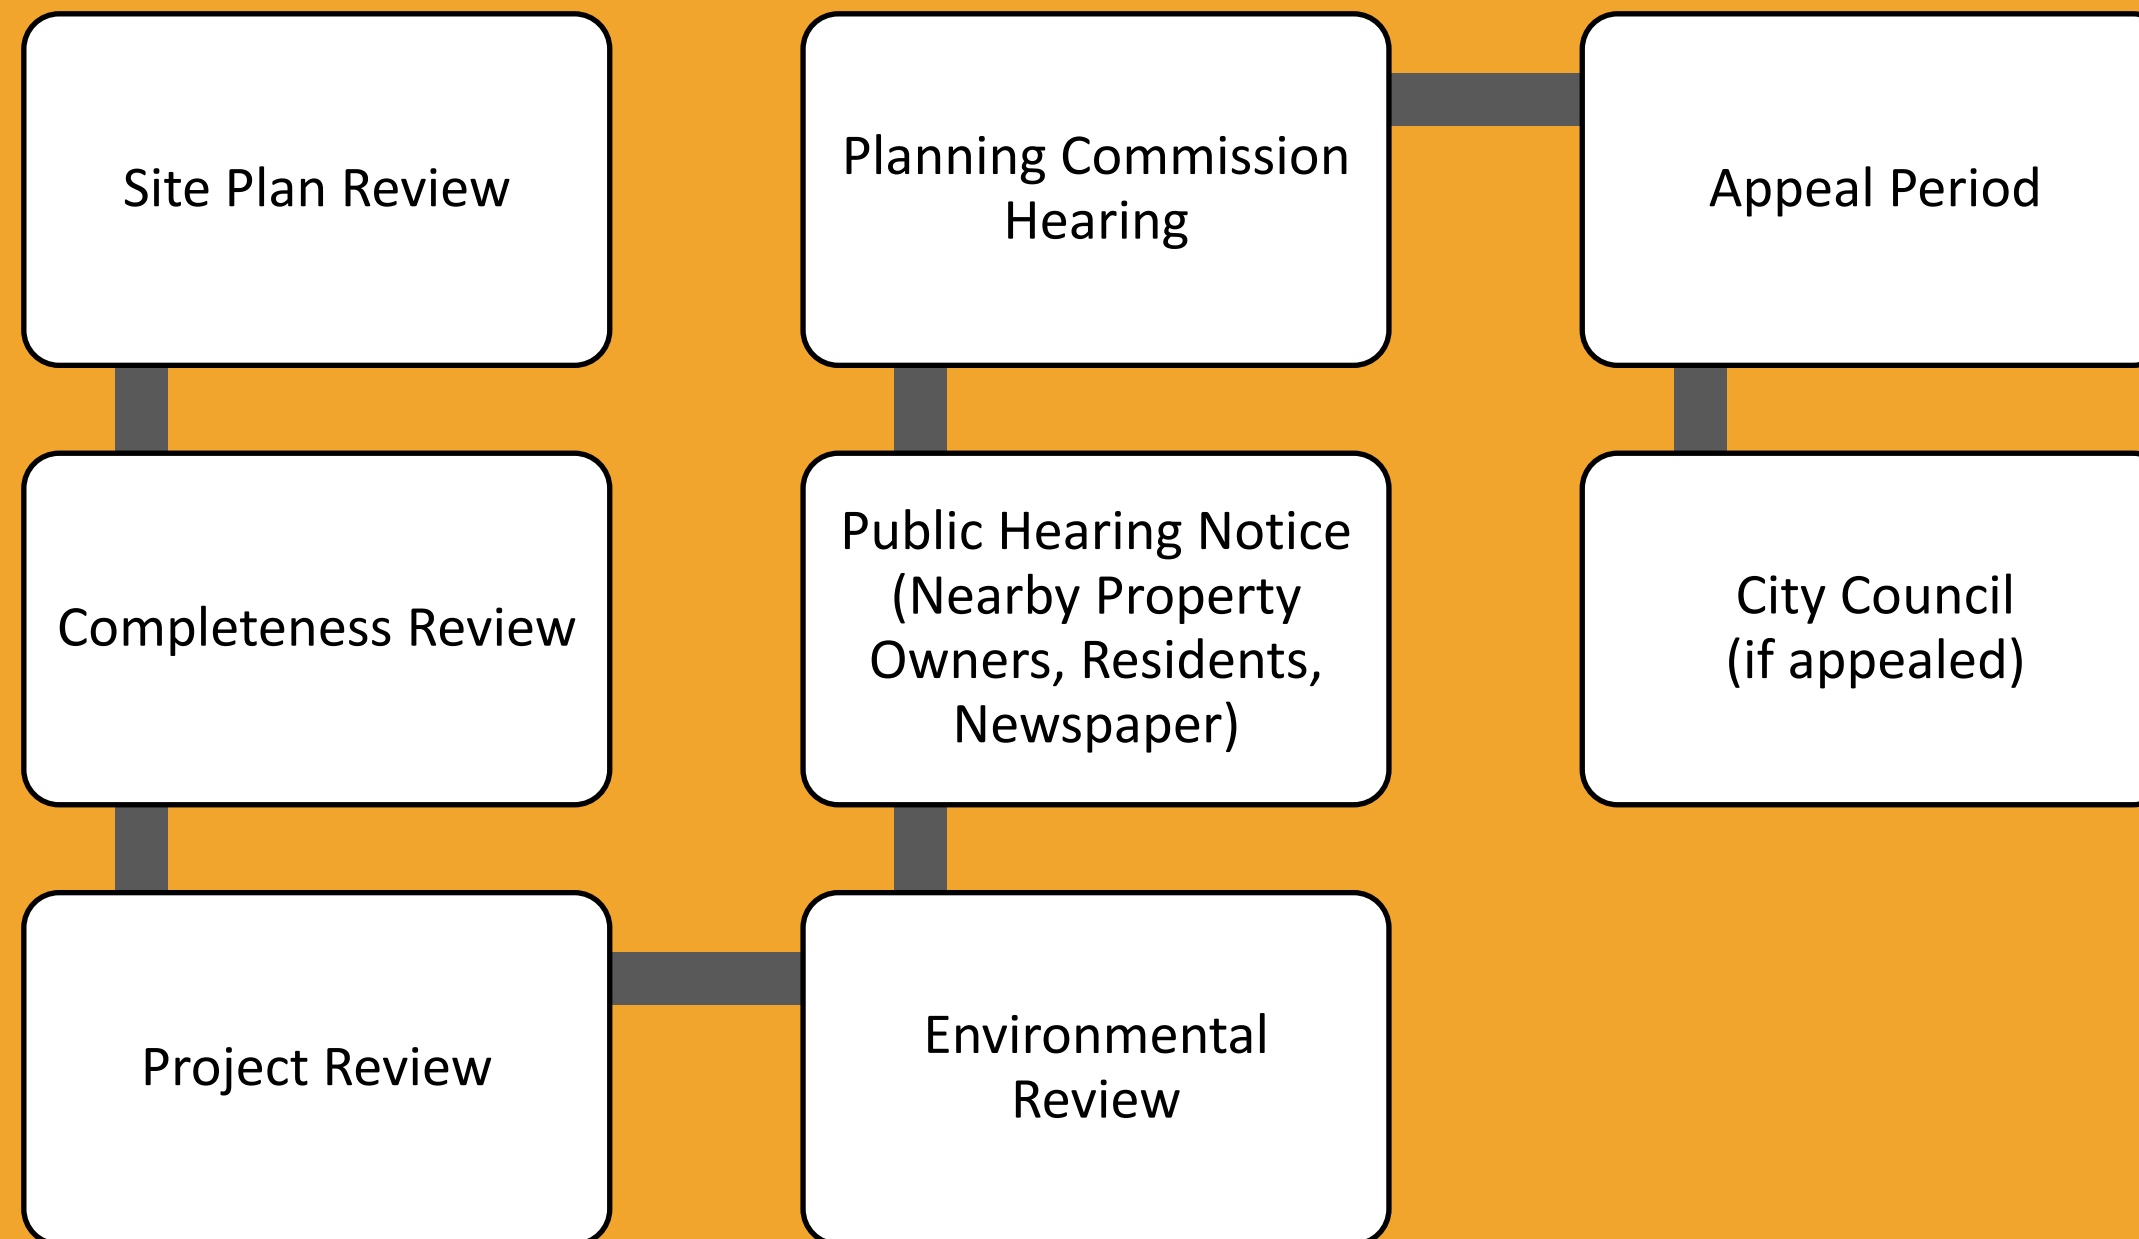 Site Plan Review
Completeness Review
Project Review
Environmental
Review
Public Hearing Notice
(Nearby Property
Owners, Residents,
Newspaper)
Planning Commission
Hearing
Appeal Period
City Council
(if appealed)